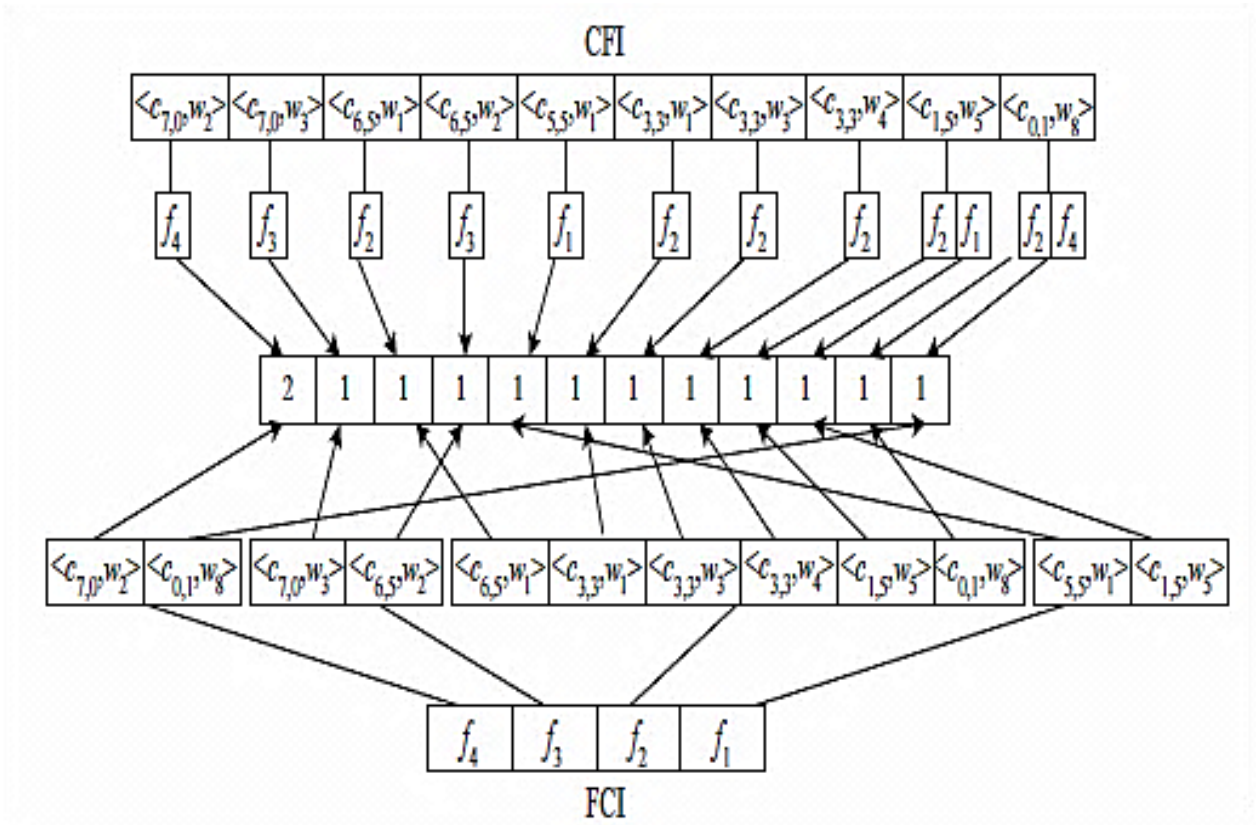 CFI
<c7,0,w2> <c7,0,w3> <c6,5,w1> <c6,5,w2> <c5,5,w1> <c3,3,w1> <c3,3,w3> <c3,3,w4> <c1,5,w5> <c0,1,w8>
f4 f3 f2 f3 f1 f2 f2 f2 f2 f1 f2 f4
2 1 1 1 1 1 1 1 1 1 1 1
<c7,0,w2> <c0,1,w8> <c7,0,w3> <c6,5,w2> <c6,5,w1> <c3,3,w1> <c3,3,w3> <c3,3,w4> <c1,5,w5> <c0,1,w8> <c5,5,w1> <c1,5,w5>
f4 f3 f2 f1
FCI